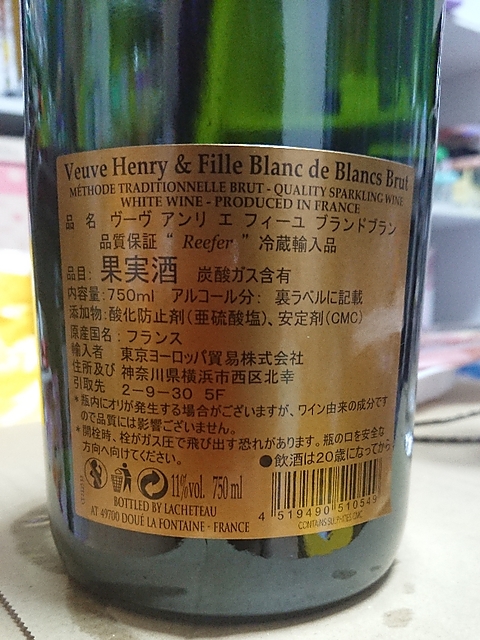 Veuve Henry & Fille Blanc de Blancs Brut
MÉTHODE TRADITIONNELLE BRUT - QUALITY SPARKLING WINE
WHITE WINE - PRODUCED IN FRANCE
品 名 ヴーヴ アンリ エ フィーユ ブランドブラン
品質保証 “ Reefer ” 冷蔵輸入品
品目: 果実酒 炭酸ガス含有
内容量:750ml アルコール分: 裏ラベルに記載
添加物:酸化防止剤(亜硫酸塩)、安定剤(CMC)
原産国名:フランス
輸入者 東京ヨーロッパ貿易株式会社
住所及び 神奈川県横浜市西区北幸
引取先 2-9-30 5F
*瓶内にオリが発生する場合がございますが、ワイン由来の成分です
ので品質には影響ございません。
*開栓時、栓がガス圧で飛び出す恐れがあります。瓶の口を安全な
方向へ向けてください。
●飲酒は20歳になってから
11%vol. 750 ml
BOTTLED BY LACHETEAU
AT 49700 DOUÉ LA FONTAINE - FRANCE
4 519490 510549
CONTAINS SULPHITES, CMC